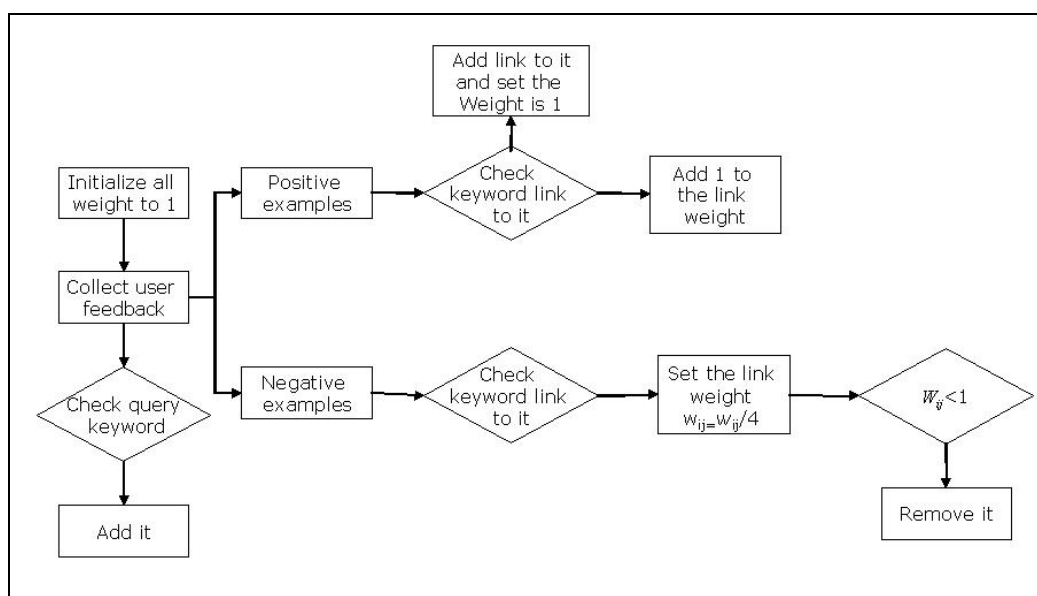 Add link to it
and set the
Weight is 1
Initialize all
weight to 1
Positive
examples
Check
keyword link
to it
Add 1 to
the link
weight
Collect user
feedback
Negative
examples
Check
keyword link
to it
Set the link
weight
wij=wij/4
Wij<1
Check query
keyword
Add it
Remove it